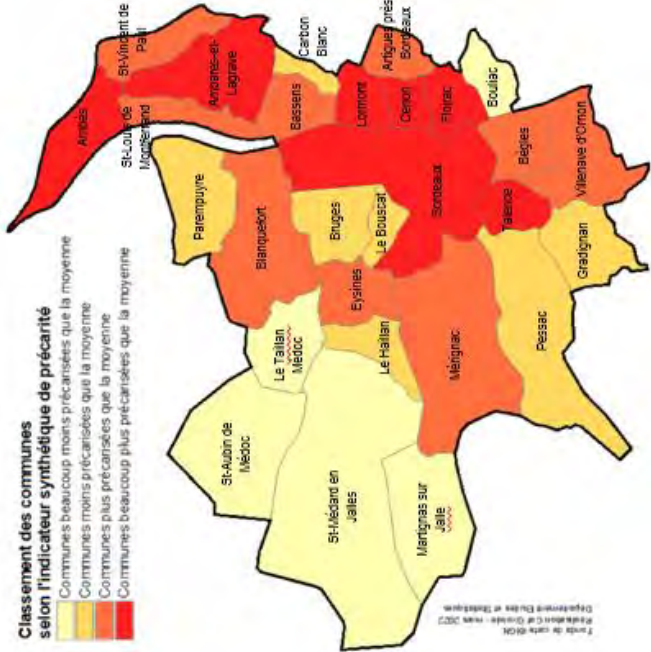 Classement des communes
selon l'indicateur synthétique de précarité
Communes beaucoup moins précarisées que la moyenne
Communes moins précarisées que la moyenne
Communes plus précarisées que la moyenne
Communes beaucoup plus précarisées que la moyenne
Ambès
St-Vincent de
Paul
St-Louis de
Montferrand
Ambarès-et-
Lagrave
Carbon
Blanc
Bassens
Parempuyre
Blanquefort
Artigues près
Bordeaux
Lormont
Cenon
Floirac
Bouliac
Bruges
Le Bouscat
Bordeaux
Eysines
Le Taillan
Médoc
Le Haillan
St-Aubin de
Médoc
St-Médard en
Jalles
Martignas sur
Jalle
Mérignac
Talence
Bègles
Villenave d'Ornon
Gradignan
Pessac
Fonds de carte ©IGN
Réalisation Caf Gironde - mars
Département Etudes et Statistiques